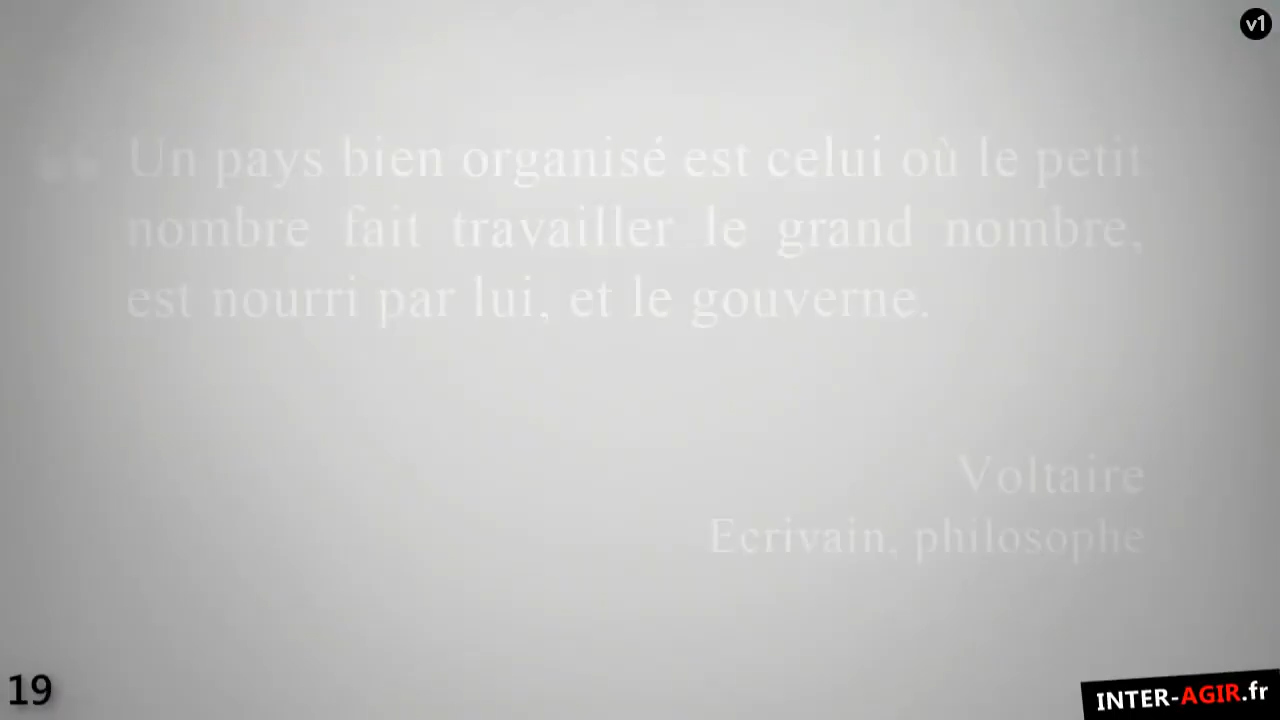 v1
“ Un pays bien organisé est celui où le petit
nombre fait travailler le grand nombre,
est nourri par lui, et le gouverne.
Voltaire
Ecrivain, philosophe
19
INTER-AGIR.fr